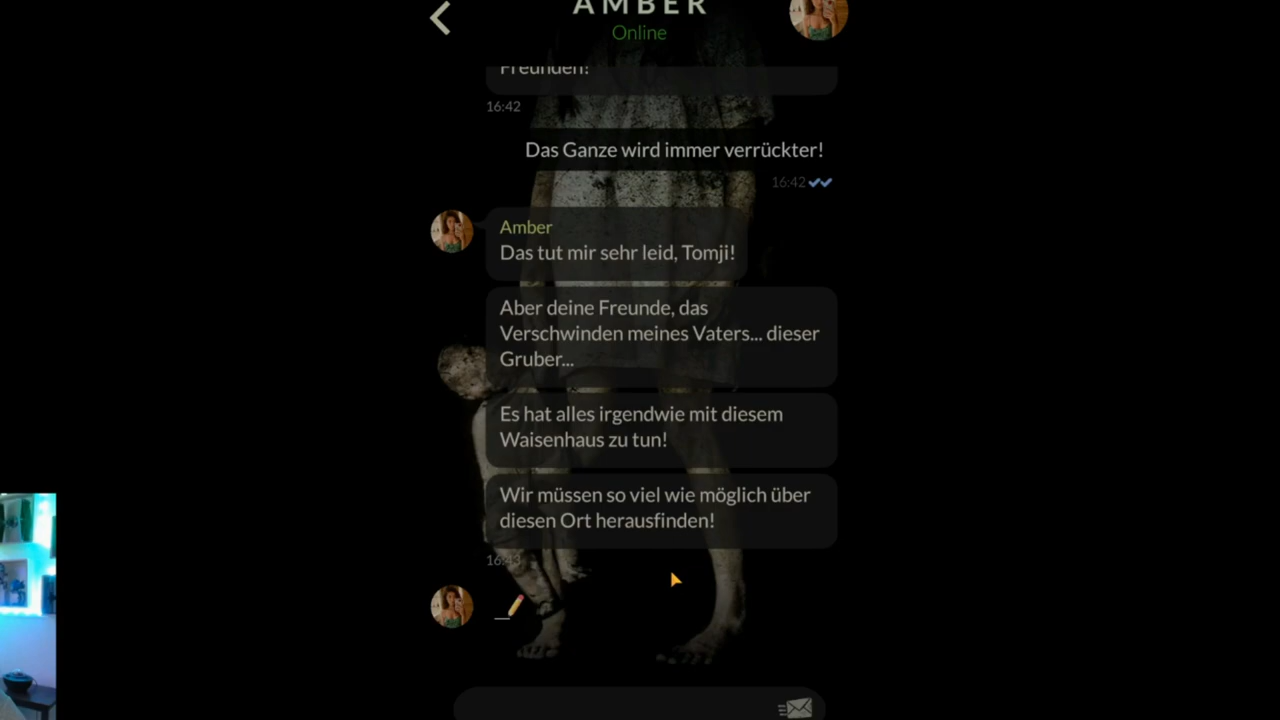 AMBER
Online
Freunden!
16:42
Das Ganze wird immer verrückter!
16:42
Amber
Das tut mir sehr leid, Tomji!
Aber deine Freunde, das
Verschwinden meines Vaters... dieser
Gruber...
Es hat alles irgendwie mit diesem
Waisenhaus zu tun!
Wir müssen so viel wie möglich über
diesen Ort herausfinden!
16:43